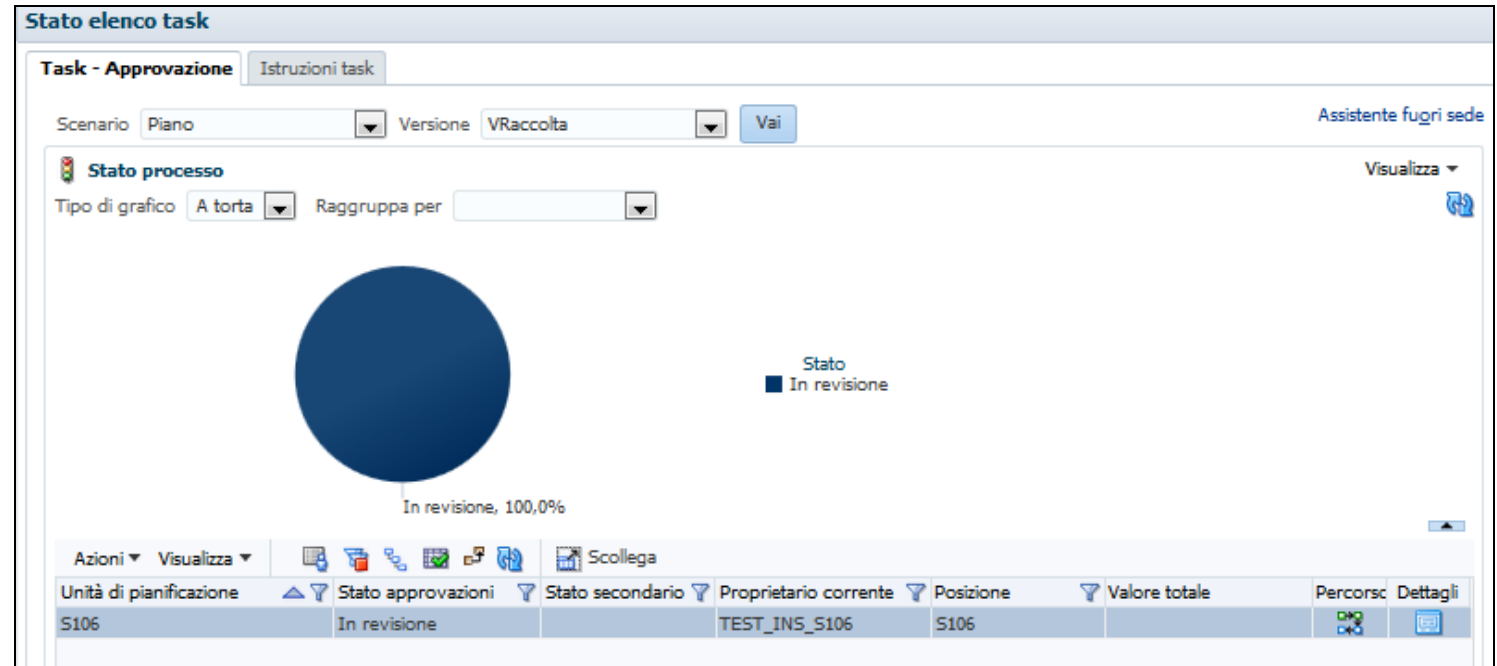 Stato elenco task
Task - Approvazione Istruzioni task
Scenario Piano Versione VRaccolta Vai Assistente fuori sede
Stato processo Visualizza
Tipo di grafico A torta Raggruppa per
Stato
In revisione
In revisione, 100,0%
Azioni Visualizza Scollega
Unità di pianificazione Stato approvazioni Stato secondario Proprietario corrente Posizione Valore totale Percorsc Dettagli
S106 In revisione TEST_INS_S106 S106